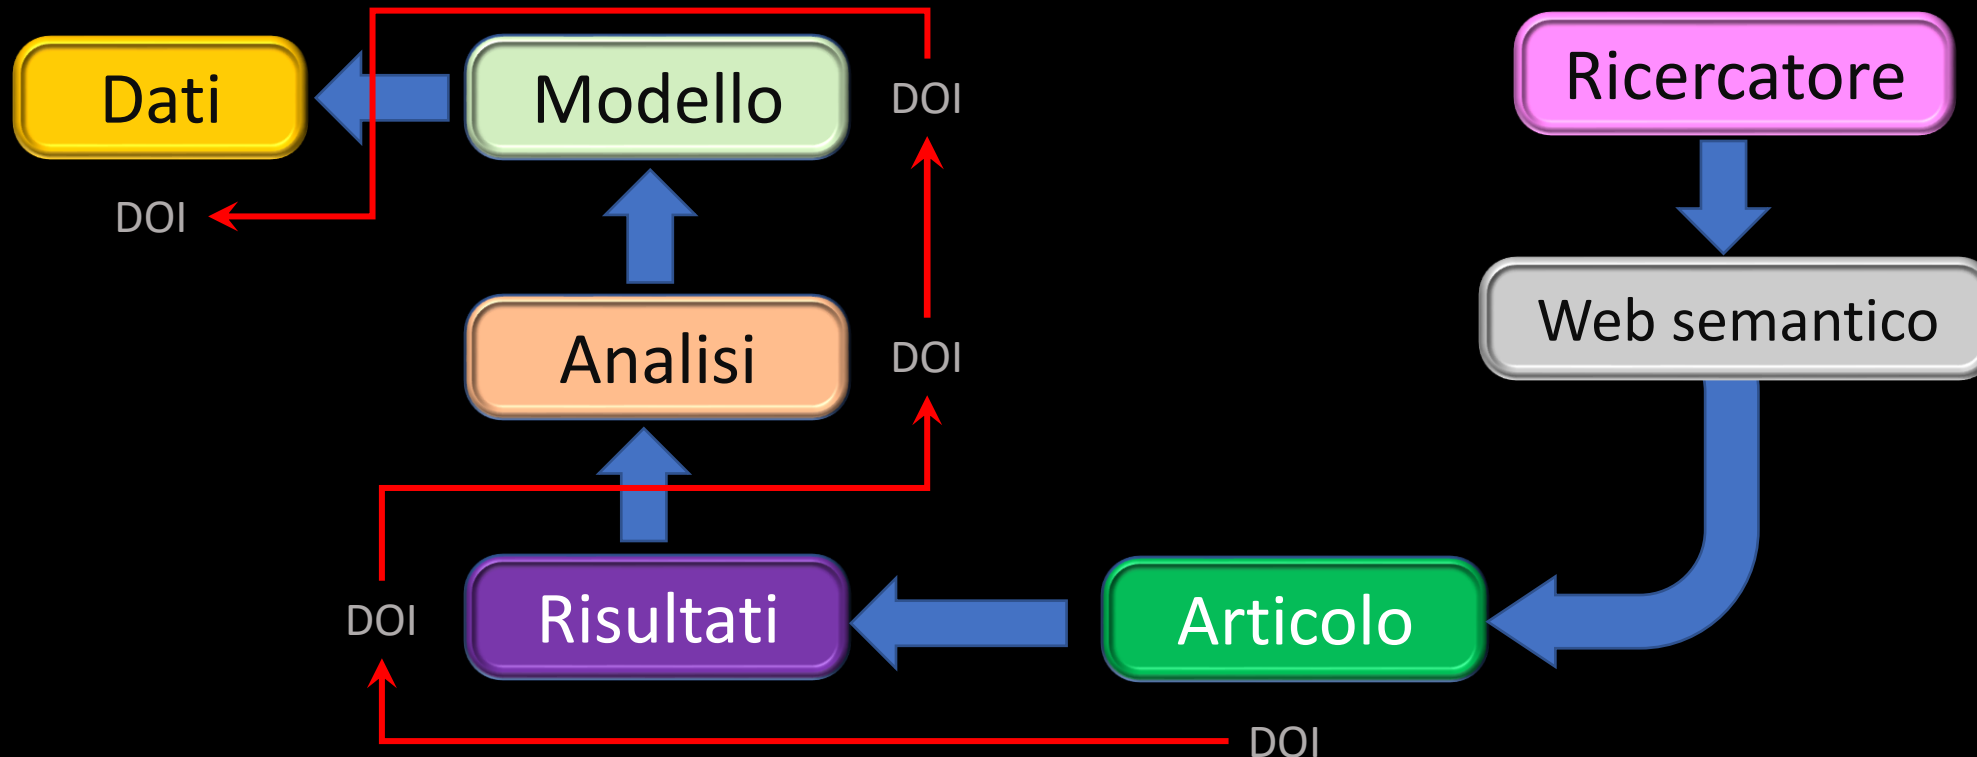 Dati
Modello
DOI
Ricercatore
DOI
Analisi
DOI
Web semantico
DOI
Risultati
Articolo
DOI